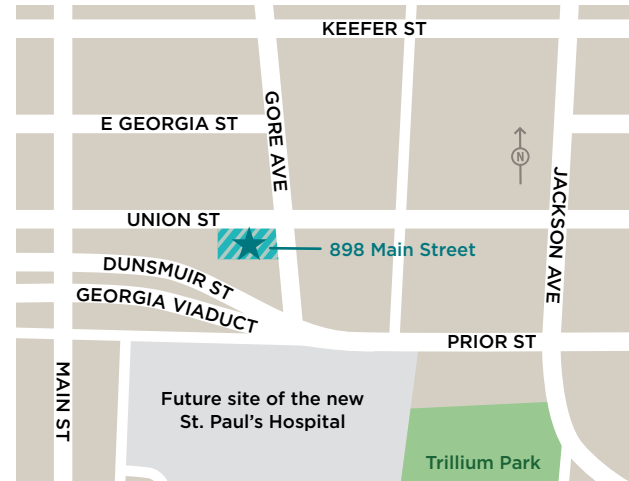 KEEFER ST
E GEORGIA ST
GORE AVE
N
JACKSON AVE
UNION ST
898 Main Street
DUNSMUIR ST
GEORGIA VIADUCT
PRIOR ST
MAIN ST
Future site of the new
St. Paul's Hospital
Trillium Park